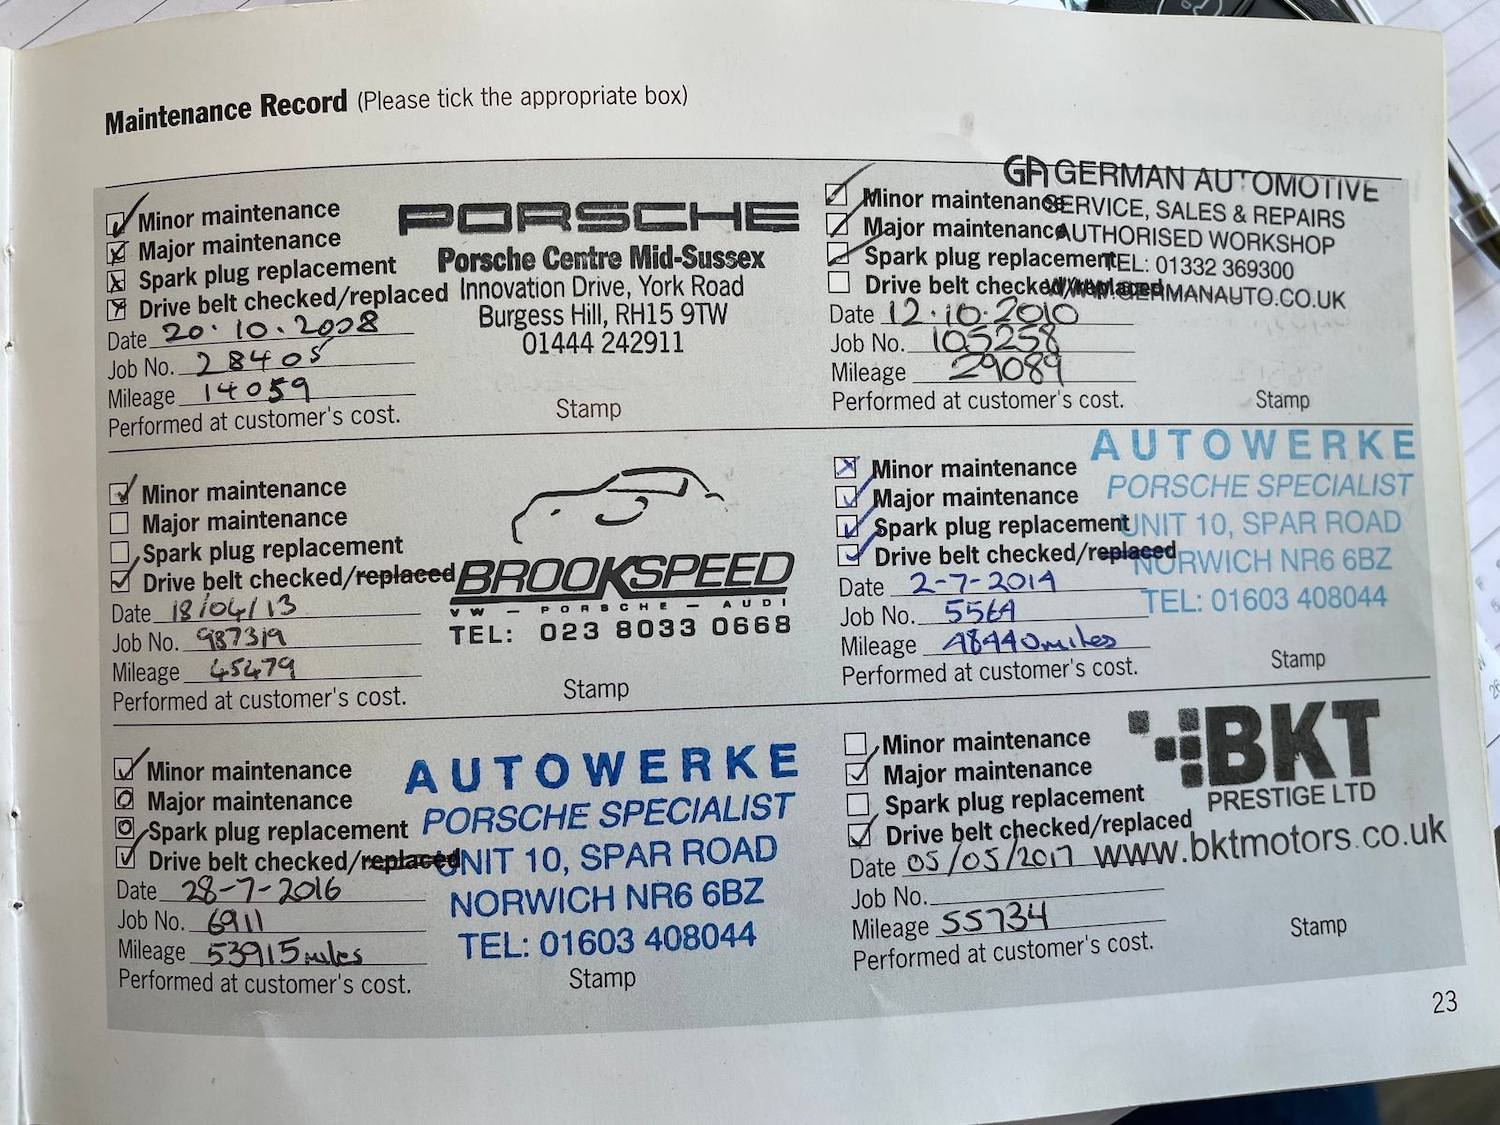 Maintenance Record (Please tick the appropriate box)
Minor maintenance
Major maintenance
Spark plug replacement
Drive belt checked/replaced
Date 20.10.2008
Job No. 28405
Mileage 14059
Performed at customer's cost.
PORSCHE
Porsche Centre Mid-Sussex
Innovation Drive, York Road
Burgess Hill, RH15 9TW
01444 242911
Stamp
Minor maintenance
Major maintenance
Spark plug replacement
Drive belt checked/replaced
Date 12.10.2010
Job No. 105258
Mileage 29089
Performed at customer's cost.
GA GERMAN AUTOMOTIVE
SERVICE, SALES & REPAIRS
AUTHORISED WORKSHOP
TEL: 01332 369300
WWW.GERMANAUTO.CO.UK
Stamp
Minor maintenance
Major maintenance
Spark plug replacement
Drive belt checked/replaced
Date 18/04/13
Job No. 987319
Mileage 45479
Performed at customer's cost.
BROOKSPEED
VW - PORSCHE - AUDI
TEL: 023 8033 0668
Stamp
Minor maintenance
Major maintenance
Spark plug replacement
Drive belt checked/replaced
Date 2-7-2014
Job No. 5564
Mileage 48440miles
Performed at customer's cost.
AUTOWERKE
PORSCHE SPECIALIST
UNIT 10, SPAR ROAD
NORWICH NR6 6BZ
TEL: 01603 408044
Stamp
Minor maintenance
Major maintenance
Spark plug replacement
Drive belt checked/replaced
Date 28-7-2016
Job No. 6911
Mileage 53915miles
Performed at customer's cost.
AUTOWERKE
PORSCHE SPECIALIST
UNIT 10, SPAR ROAD
NORWICH NR6 6BZ
TEL: 01603 408044
Stamp
Minor maintenance
Major maintenance
Spark plug replacement
Drive belt checked/replaced
Date 05/05/2017
Job No.
Mileage 55734
Performed at customer's cost.
BKT
PRESTIGE LTD
www.bktmotors.co.uk
Stamp
23